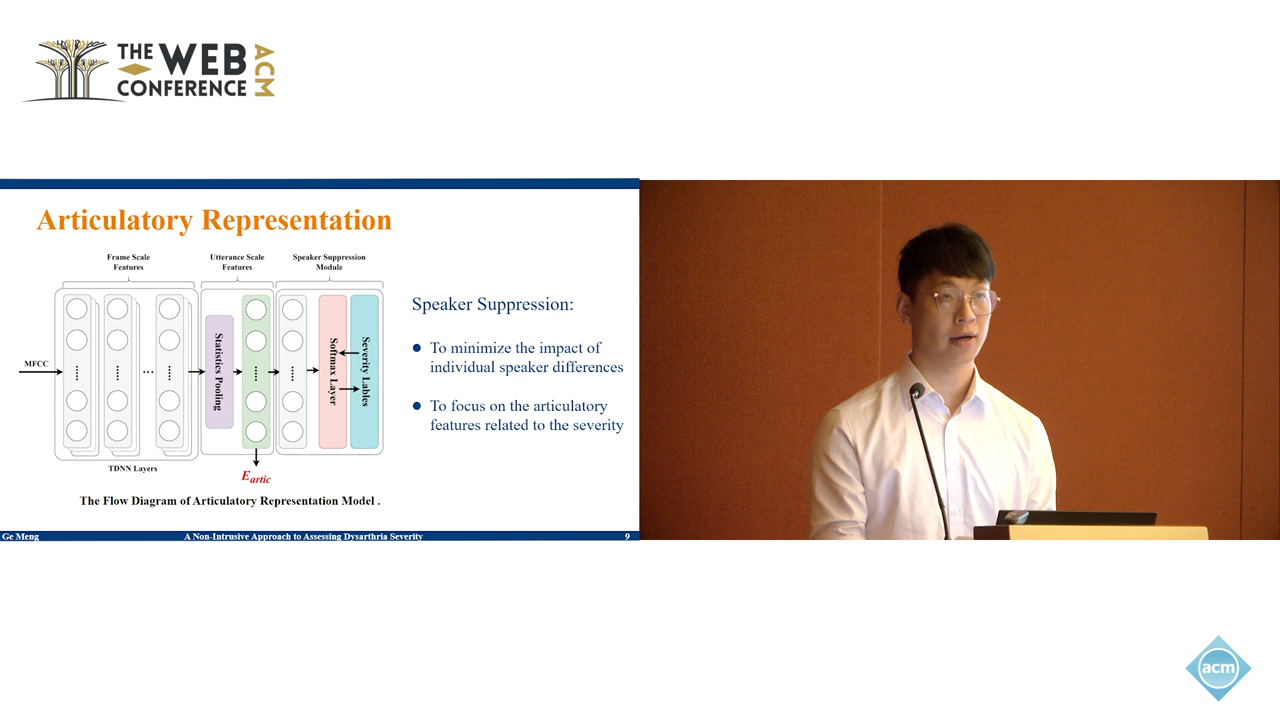 THE WEB
CONFERENCE
ACM
Articulatory Representation
Frame Scale
Features
Utterance Scale
Features
Speaker Suppression
Module
MFCC
Statistics Pooling
Softmax Layer
Severity Lables
TDNN Layers
E artic
The Flow Diagram of Articulatory Representation Model .
Speaker Suppression:
● To minimize the impact of
individual speaker differences
● To focus on the articulatory
features related to the severity
Ge Meng
A Non-Intrusive Approach to Assessing Dysarthria Severity
9
acm